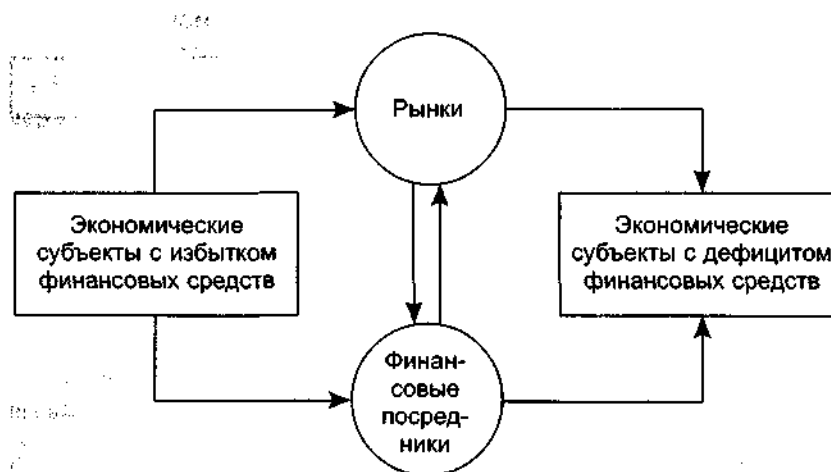 Рынки
Экономические
субъекты с избытком
финансовых средств
Экономические
субъекты с дефицитом
финансовых средств
Финан-
совые
посред-
ники